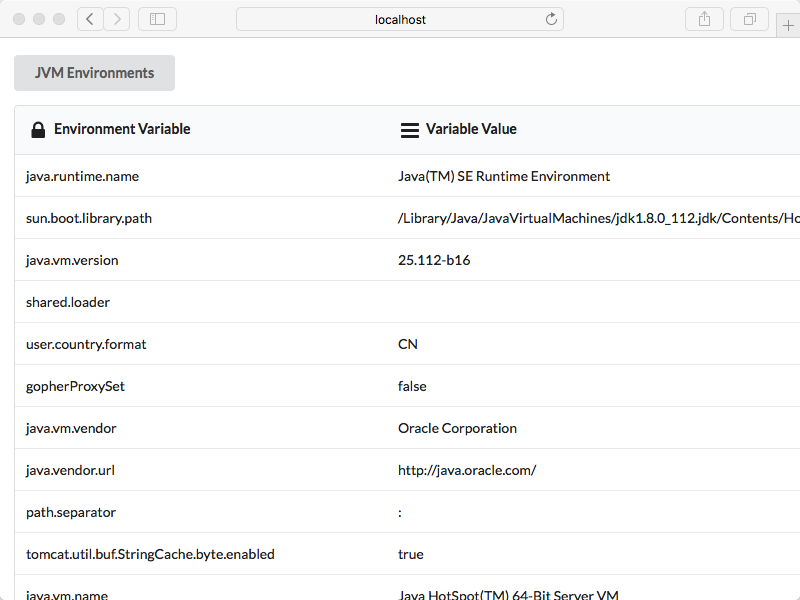 localhost
JVM Environments
Environment Variable Variable Value
java.runtime.name Java(TM) SE Runtime Environment
sun.boot.library.path /Library/Java/JavaVirtualMachines/jdk1.8.0_112.jdk/Contents/Ho
java.vm.version 25.112-b16
shared.loader
user.country.format CN
gopherProxySet false
java.vm.vendor Oracle Corporation
java.vendor.url http://java.oracle.com/
path.separator :
tomcat.util.buf.StringCache.byte.enabled true
java.vm.name Java HotSpot(TM) 64-Bit Server VM